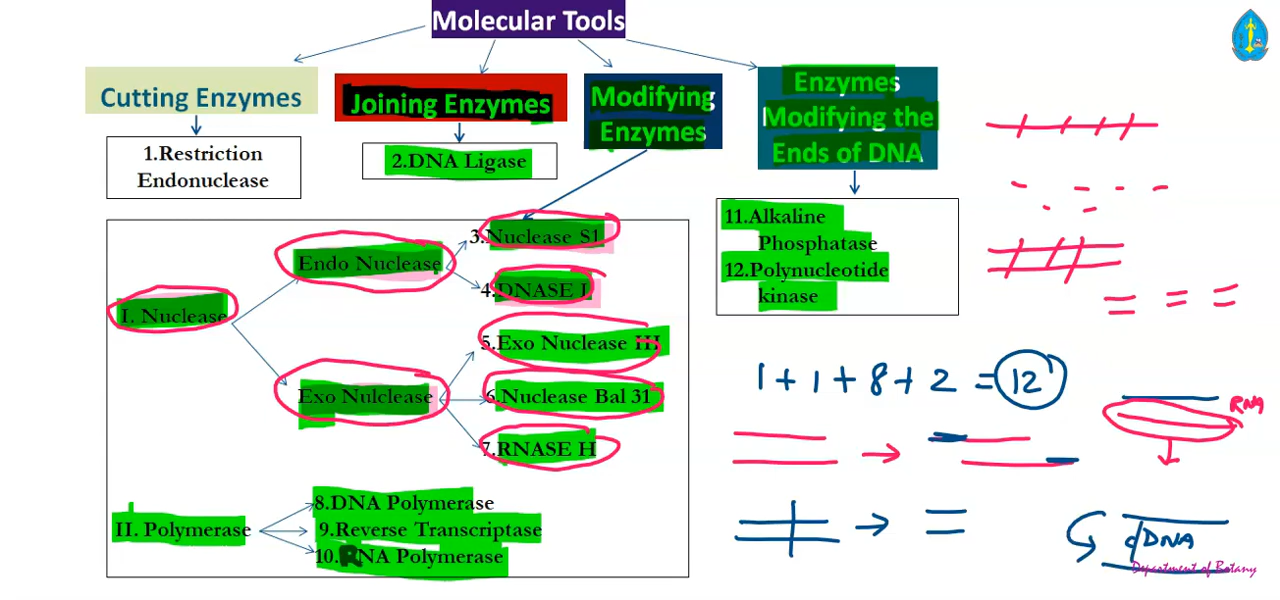 Molecular Tools
Cutting Enzymes
Joining Enzymes
Modifying
Enzymes
Enzymes
Modifying the
Ends of DNA
1.Restriction
Endonuclease
2.DNA Ligase
11.Alkaline
Phosphatase
12.Polynucleotide
kinase
I. Nuclease
Endo Nuclease
3.Nuclease S1
4.DNASE I
Exo Nulclease
5.Exo Nuclease III
6.Nuclease Bal 31
7.RNASE H
II. Polymerase
8.DNA Polymerase
9.Reverse Transcriptase
10.RNA Polymerase
1 + 1 + 8 + 2 = 12
RNA
cDNA
Department of Botany